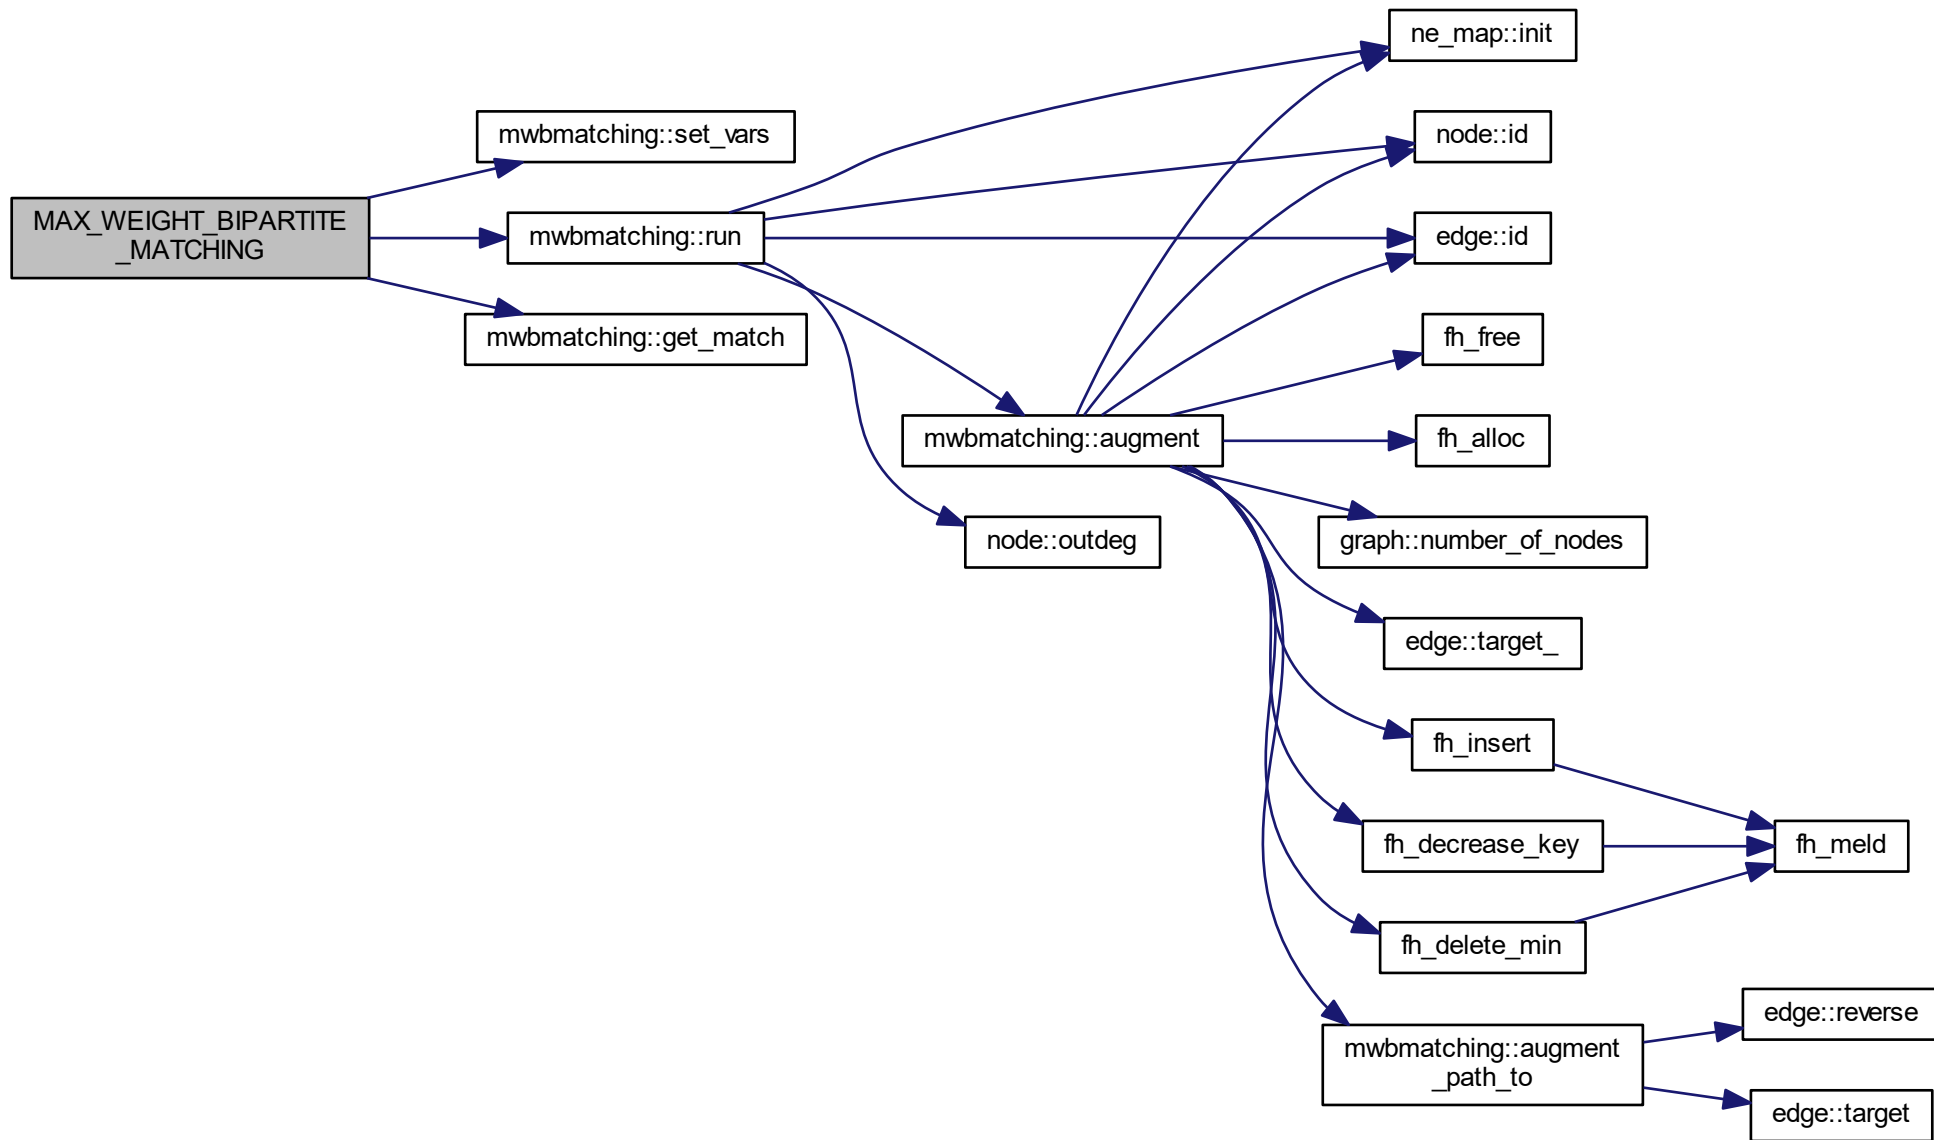 MAX_WEIGHT_BIPARTITE
_MATCHING
mwbmatching::set_vars
mwbmatching::run
mwbmatching::get_match
mwbmatching::augment
node::outdeg
ne_map::init
node::id
edge::id
fh_free
fh_alloc
graph::number_of_nodes
edge::target_
fh_insert
fh_decrease_key
fh_delete_min
mwbmatching::augment
_path_to
fh_meld
edge::reverse
edge::target